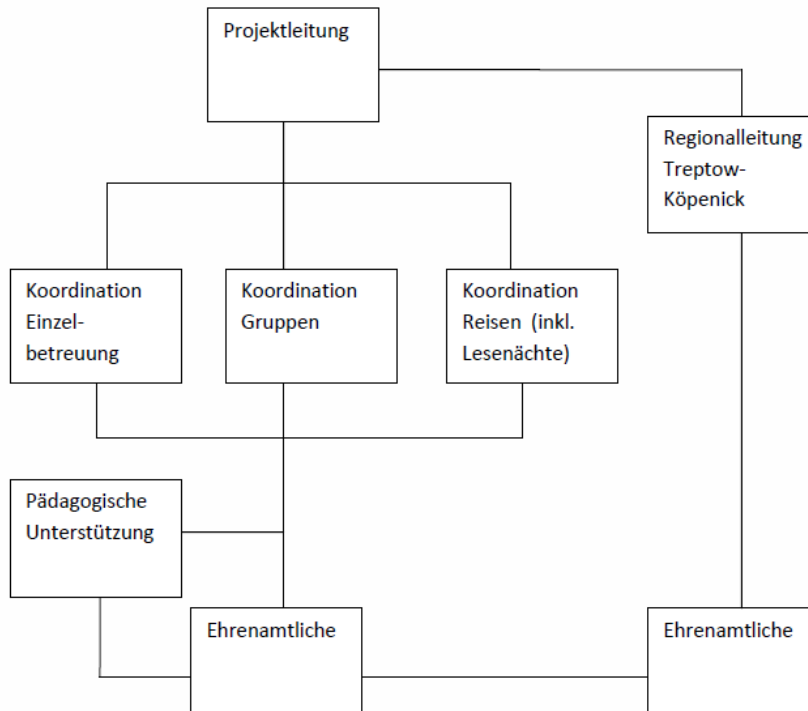 Projektleitung
Regionalleitung
Treptow-
Köpenick
Koordination
Einzel-
betreuung
Koordination
Gruppen
Koordination
Reisen (inkl.
Lesenächte)
Pädagogische
Unterstützung
Ehrenamtliche
Ehrenamtliche